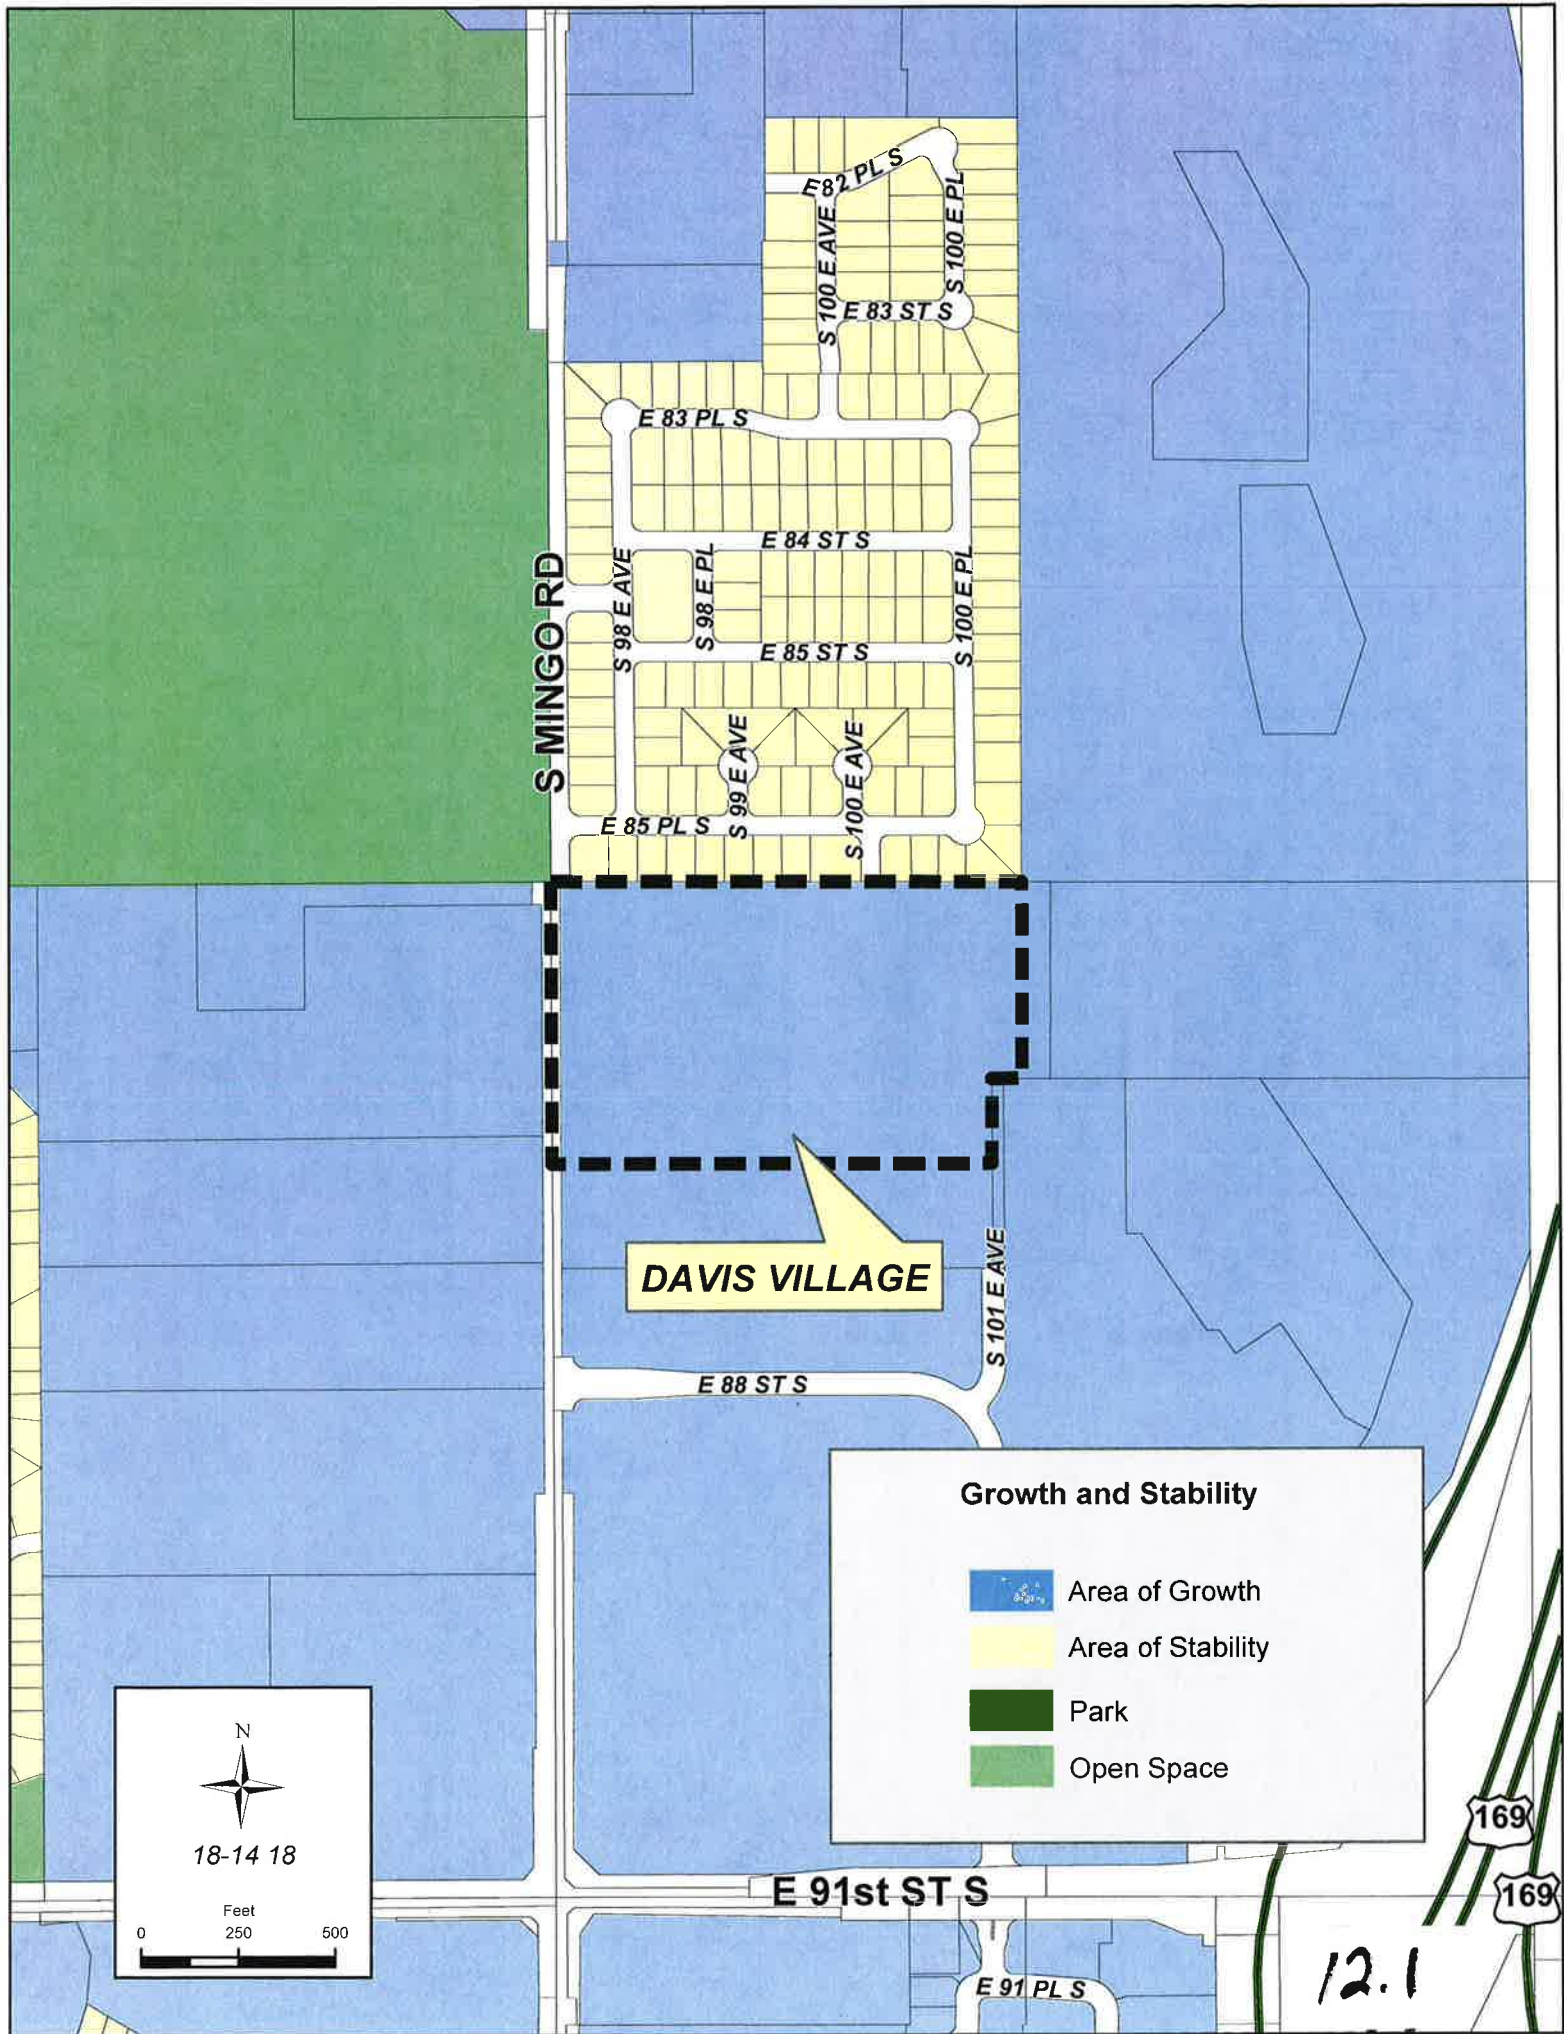 E 82 PL S
S 100 E AVE
S 100 E PL
E 83 ST S
E 83 PL S
E 84 ST S
S MINGO RD
S 98 E AVE
S 98 E PL
S 100 E PL
E 85 ST S
S 99 E AVE
S 100 E AVE
E 85 PL S
DAVIS VILLAGE
S 101 E AVE
E 88 ST S
Growth and Stability
Area of Growth
Area of Stability
Park
Open Space
N
18-14 18
Feet
0 250 500
169
169
E 91st ST S
E 91 PL S
12.1